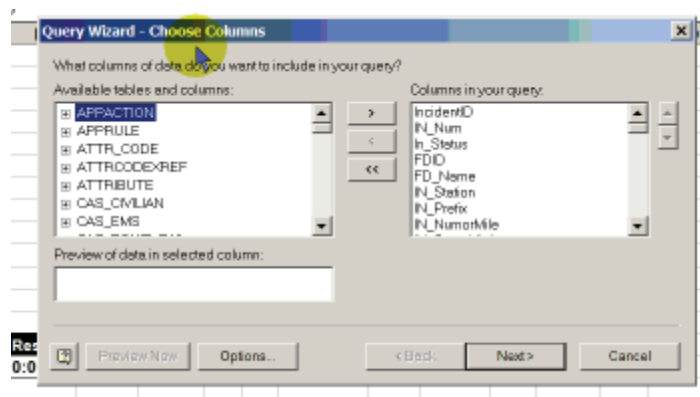 Query Wizard - Choose Columns
What columns of data do you want to include in your query?
Available tables and columns:
Columns in your query:
APPACTION
APPRULE
ATTR_CODE
ATTRCODEXREF
ATTRIBUTE
CAS_CIVILIAN
CAS_EMS
>
<
<<
IncidentID
IN_Num
In_Status
FDID
FD_Name
IN_Station
IN_Prefix
IN_NumorMile
Preview of data in selected column:
Res
0:0
Preview Now
Options...
< Back
Next >
Cancel